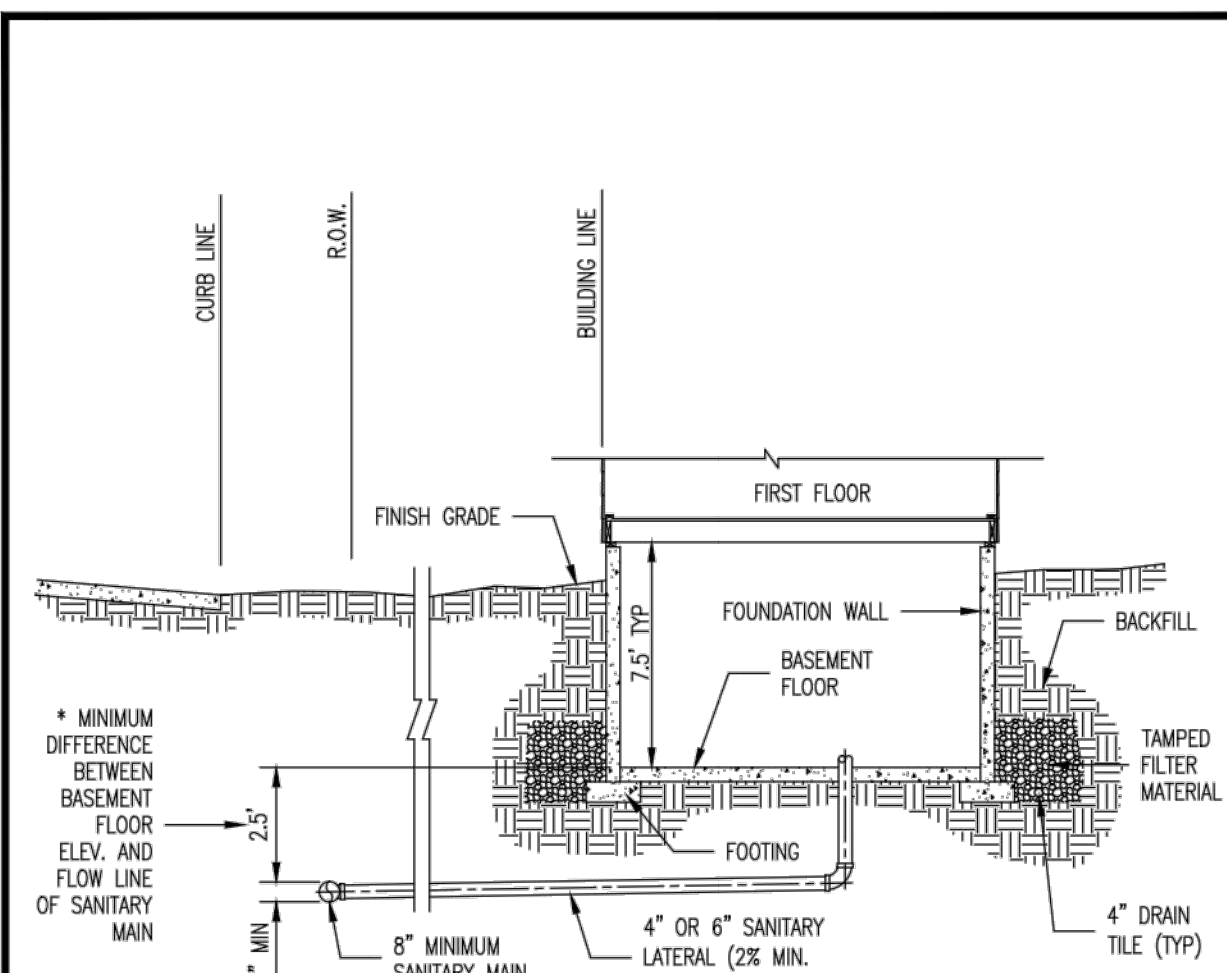 CURB LINE
R.O.W.
BUILDING LINE
FIRST FLOOR
FINISH GRADE
7.5' TYP
FOUNDATION WALL
BACKFILL
BASEMENT
FLOOR
* MINIMUM
DIFFERENCE
BETWEEN
BASEMENT
FLOOR
ELEV. AND
FLOW LINE
OF SANITARY
MAIN
2.5'
TAMPED
FILTER
MATERIAL
FOOTING
4" DRAIN
TILE (TYP)
4" OR 6" SANITARY
LATERAL (2% MIN.
8" MINIMUM
SANITARY MAIN
" MIN